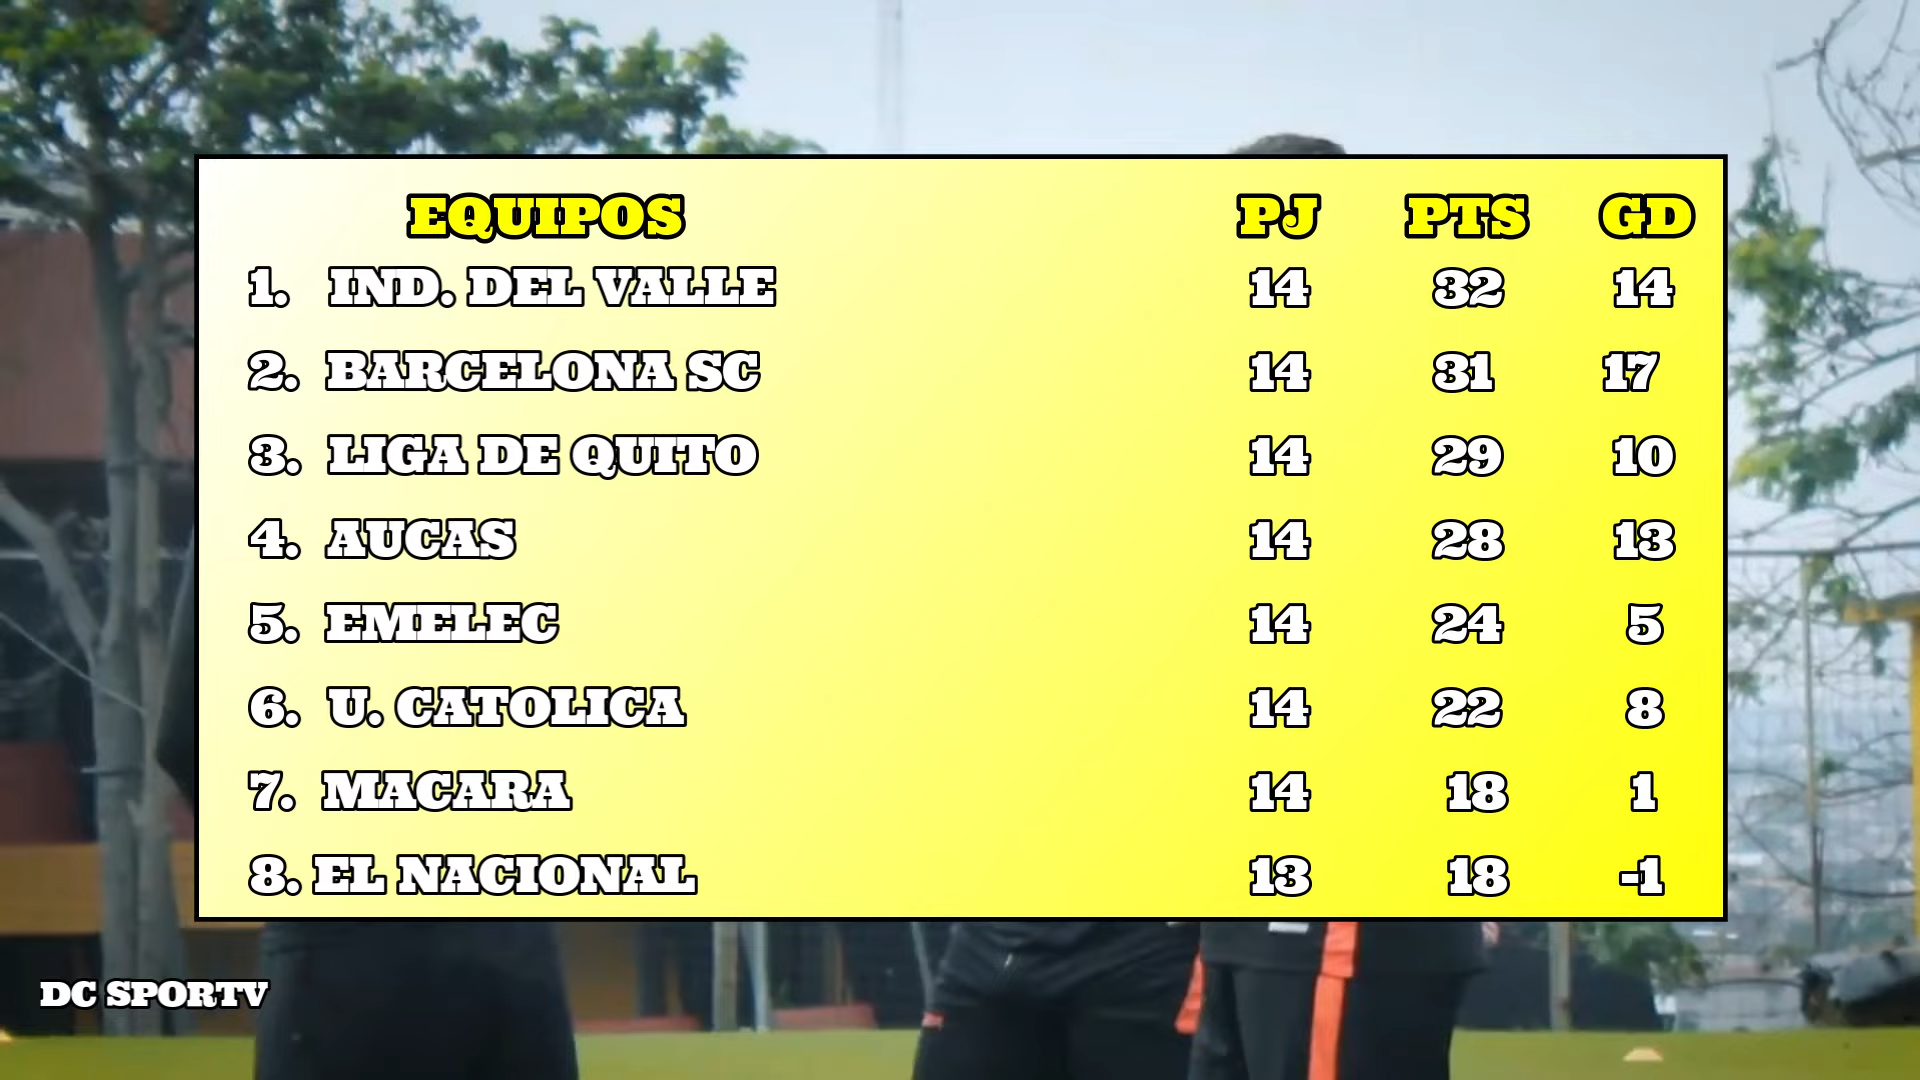 EQUIPOS PJ PTS GD
1. IND. DEL VALLE 14 32 14
2. BARCELONA SC 14 31 17
3. LIGA DE QUITO 14 29 10
4. AUCAS 14 28 13
5. EMELEC 14 24 5
6. U. CATOLICA 14 22 8
7. MACARA 14 18 1
8. EL NACIONAL 13 18 -1
DC SPORTV